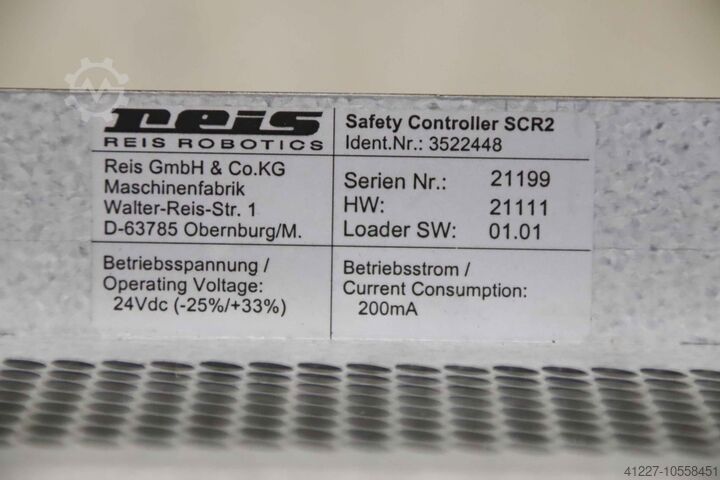 reis
REIS ROBOTICS
Reis GmbH & Co.KG
Maschinenfabrik
Walter-Reis-Str. 1
D-63785 Obernburg/M.
Safety Controller SCR2
Ident.Nr.: 3522448
Serien Nr.: 21199
HW: 21111
Loader SW: 01.01
Betriebsspannung /
Operating Voltage:
24Vdc (-25%/+33%)
Betriebsstrom /
Current Consumption:
200mA
41227-10558451